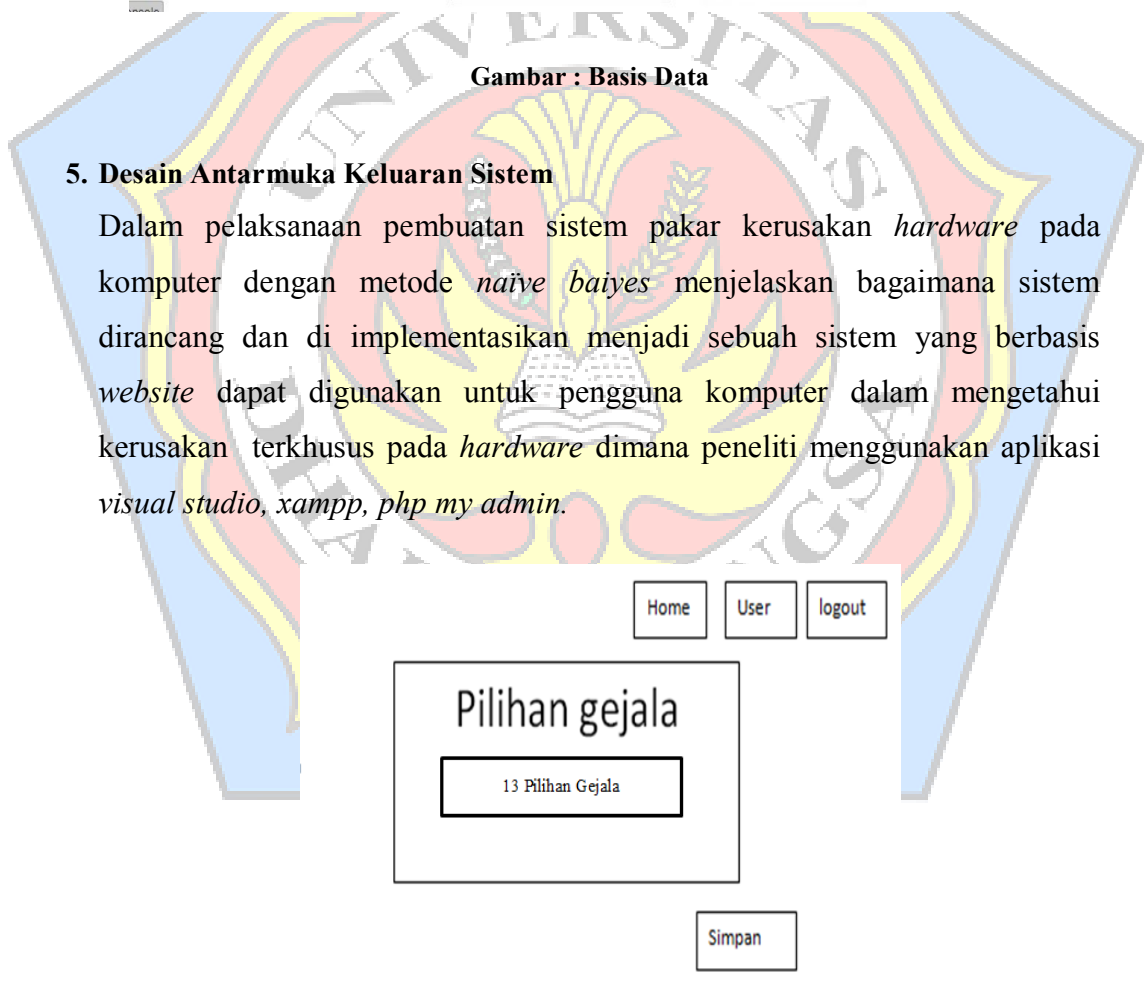 UNIVERSITAS
Gambar : Basis Data
5. Desain Antarmuka Keluaran Sistem
Dalam pelaksanaan pembuatan sistem pakar kerusakan hardware pada
komputer dengan metode naïve baiyes menjelaskan bagaimana sistem
dirancang dan di implementasikan menjadi sebuah sistem yang berbasis
website dapat digunakan untuk pengguna komputer dalam mengetahui
kerusakan terkhusus pada hardware dimana peneliti menggunakan aplikasi
visual studio, xampp, php my admin.
Home User logout
Pilihan gejala
13 Pilihan Gejala
Simpan